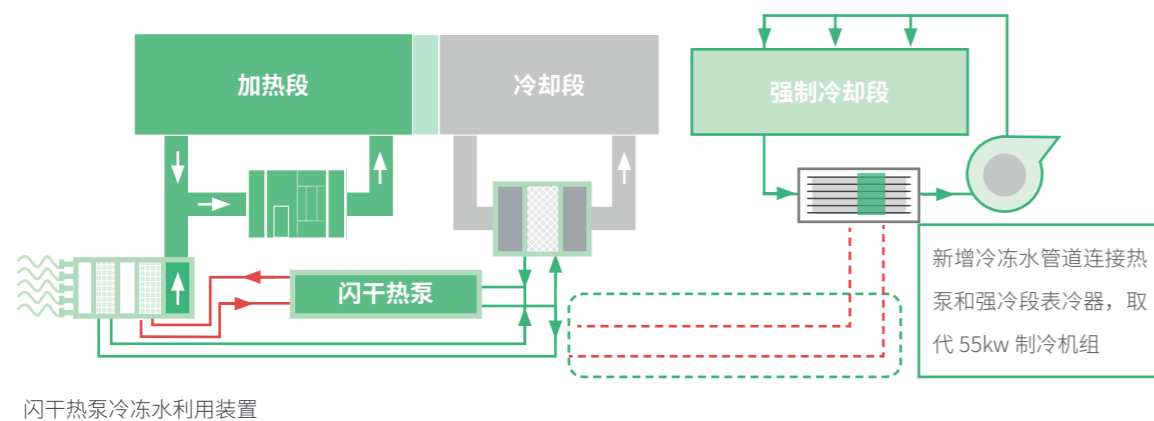 加热段
冷却段
强制冷却段
闪干热泵
新增冷冻水管道连接热
泵和强冷段表冷器，取
代 55kw 制冷机组
闪干热泵冷冻水利用装置